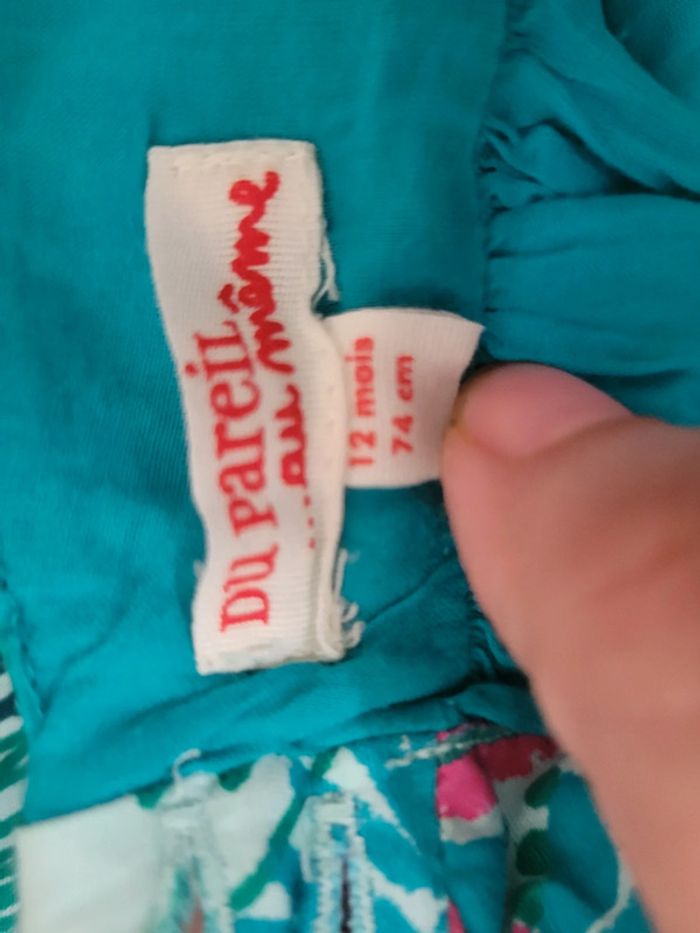 Du pareil
...au même
12 mois
74 cm